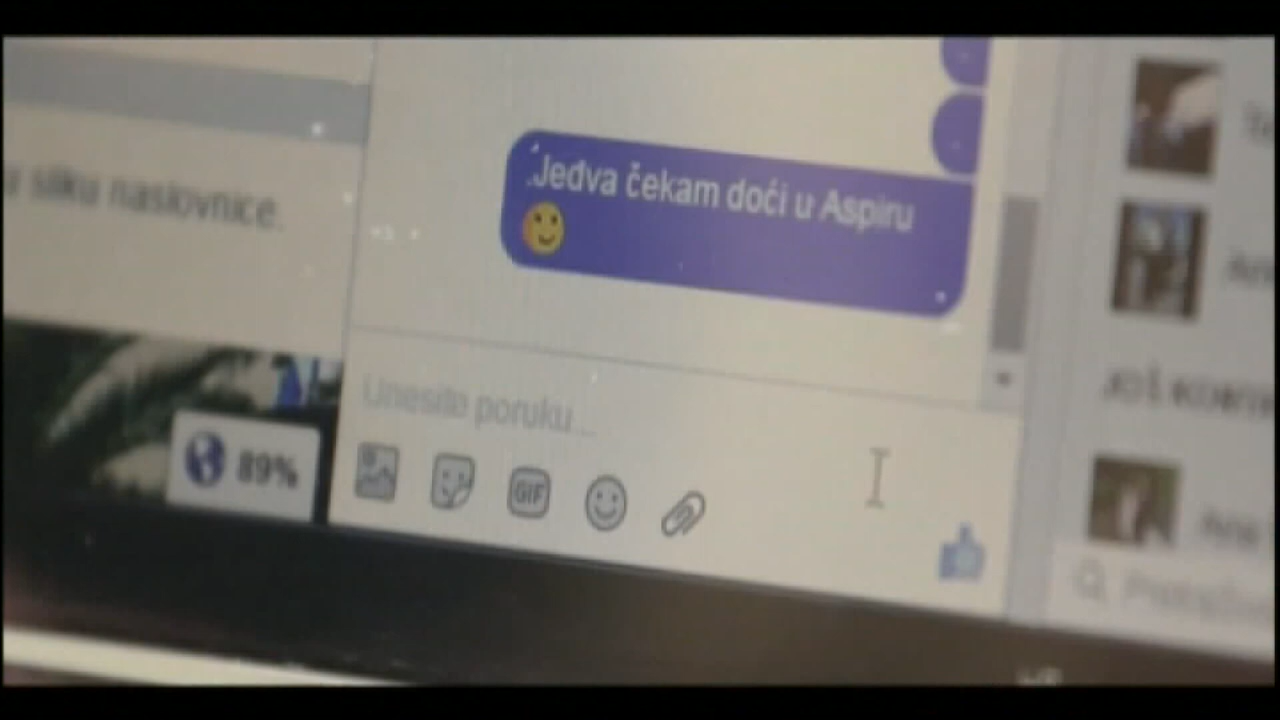 Jedva čekam doći u Aspiru
u sliku naslovnice.
Unesite poruku...
89%
GIF